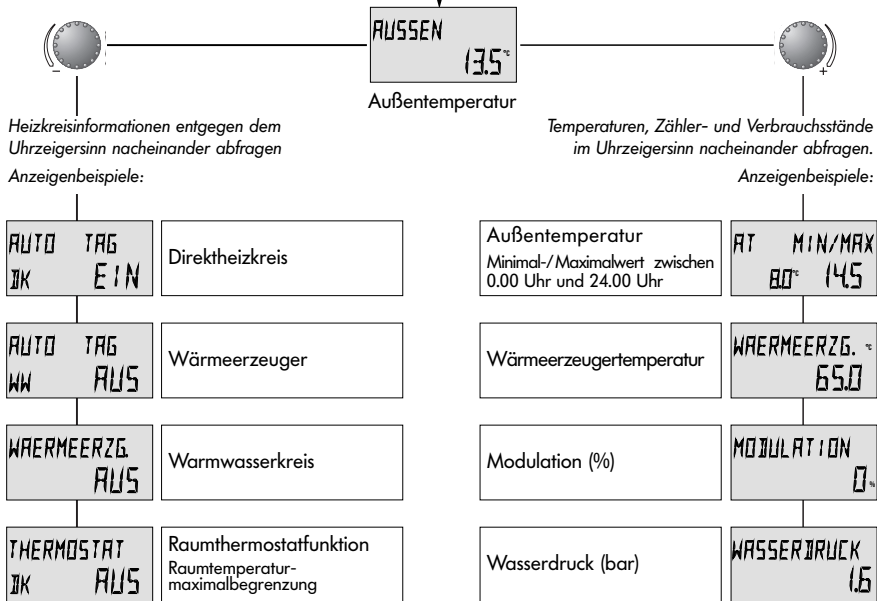 AUSSEN
13.5 °C
Außentemperatur
−
+
Heizkreisinformationen entgegen dem
Uhrzeigersinn nacheinander abfragen
Anzeigenbeispiele:
Temperaturen, Zähler- und Verbrauchsstände
im Uhrzeigersinn nacheinander abfragen.
Anzeigenbeispiele:
AUTO TAG
DK EIN
Direktheizkreis
AUTO TAG
WW AUS
Wärmeerzeuger
WAERMEERZG.
AUS
Warmwasserkreis
THERMOSTAT
DK AUS
Raumthermostatfunktion
Raumtemperatur-
maximalbegrenzung
Außentemperatur
Minimal-/Maximalwert zwischen
0.00 Uhr und 24.00 Uhr
AT MIN/MAX
8.0 °C 14.5
Wärmeerzeugertemperatur
WAERMEERZG. °C
65.0
Modulation (%)
MODULATION
0 %
Wasserdruck (bar)
WASSERDRUCK
1.6